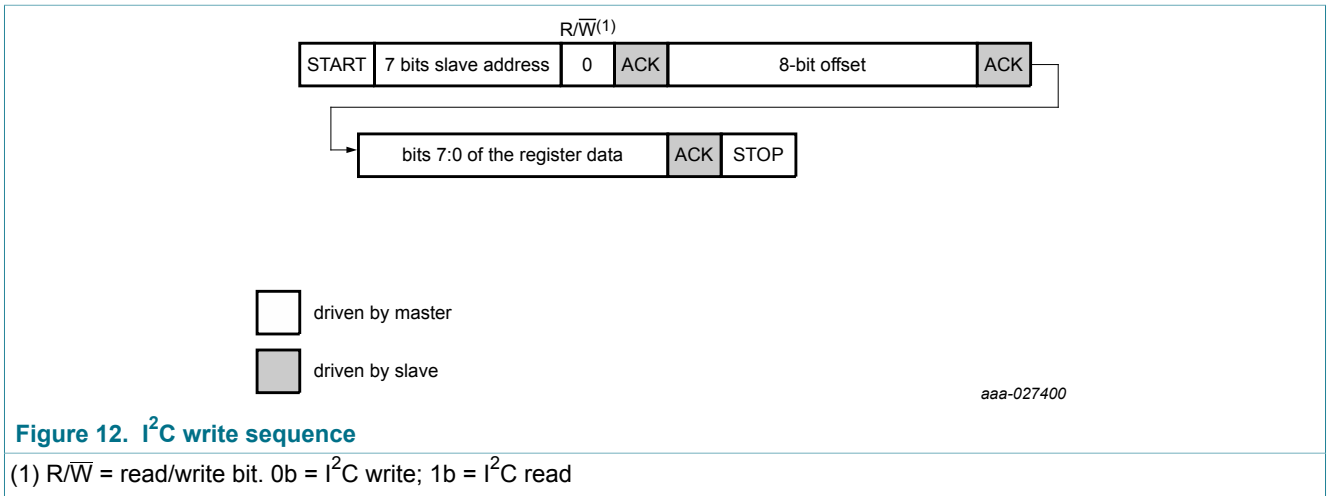 R/W̅(1)
START 7 bits slave address 0 ACK 8-bit offset ACK
bits 7:0 of the register data ACK STOP
driven by master
driven by slave
aaa-027400
Figure 12. I²C write sequence
(1) R/W̅ = read/write bit. 0b = I²C write; 1b = I²C read